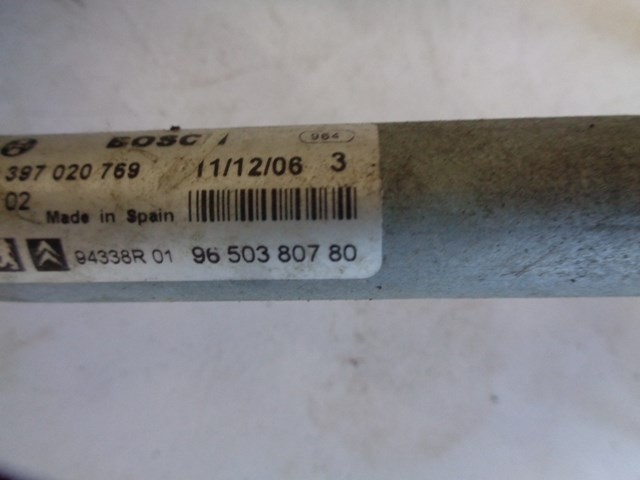 BOSCH 964
397 020 769 11/12/06 3
02 Made in Spain
94338R 01 96 503 807 80